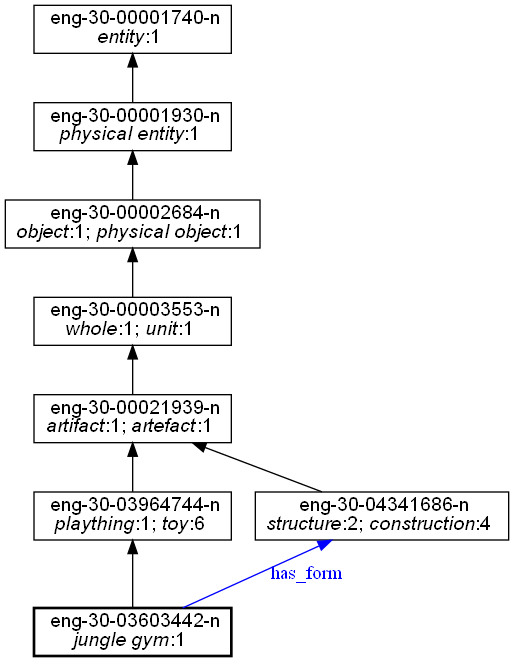 eng-30-00001740-n
entity:1
eng-30-00001930-n
physical entity:1
eng-30-00002684-n
object:1; physical object:1
eng-30-00003553-n
whole:1; unit:1
eng-30-00021939-n
artifact:1; artefact:1
eng-30-03964744-n
plaything:1; toy:6
eng-30-04341686-n
structure:2; construction:4
has_form
eng-30-03603442-n
jungle gym:1